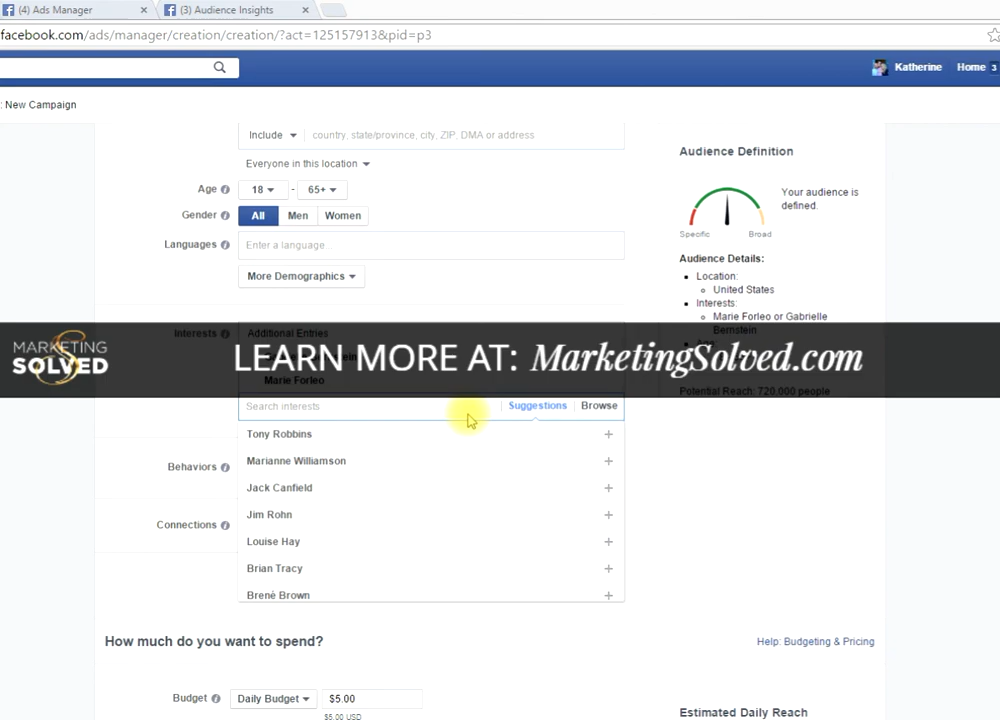 (4) Ads Manager
(3) Audience Insights
facebook.com/ads/manager/creation/creation/?act=125157913&pid=p3
Katherine Home 3
: New Campaign
Include country, state/province, city, ZIP, DMA or address
Everyone in this location
Age 18 - 65+
Gender All Men Women
Languages Enter a language...
More Demographics
Audience Definition
Your audience is
defined.
Specific Broad
Audience Details:
Location:
United States
Interests:
Marie Forleo or Gabrielle
Bernstein
Potential Reach: 720,000 people
Interests Additional Entries
Marie Forleo
MARKETING
SOLVED
LEARN MORE AT: MarketingSolved.com
Search interests Suggestions Browse
Tony Robbins
Marianne Williamson
Jack Canfield
Jim Rohn
Louise Hay
Brian Tracy
Brenè Brown
Behaviors
Connections
How much do you want to spend?
Help: Budgeting & Pricing
Budget Daily Budget $5.00
$5.00 USD
Estimated Daily Reach